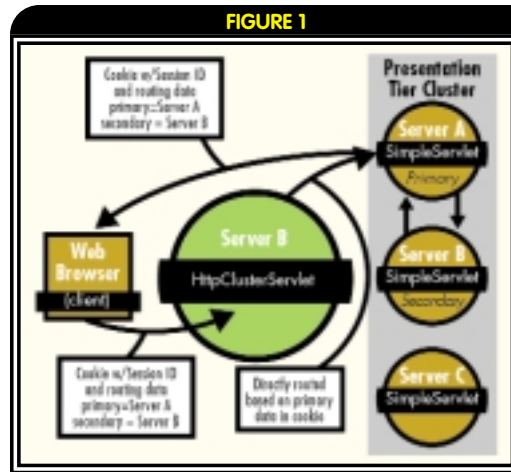 FIGURE 1
Cookie w/Session ID
and routing data
primary=Server A
secondary = Server B
Presentation
Tier Cluster
Server A
SimpleServlet
Primary
Server B
HttpClusterServlet
Web
Browser
(client)
Server B
SimpleServlet
Secondary
Cookie w/Session ID
and routing data
primary=Server A
secondary = Server B
Directly routed
based on primary
data in cookie
Server C
SimpleServlet